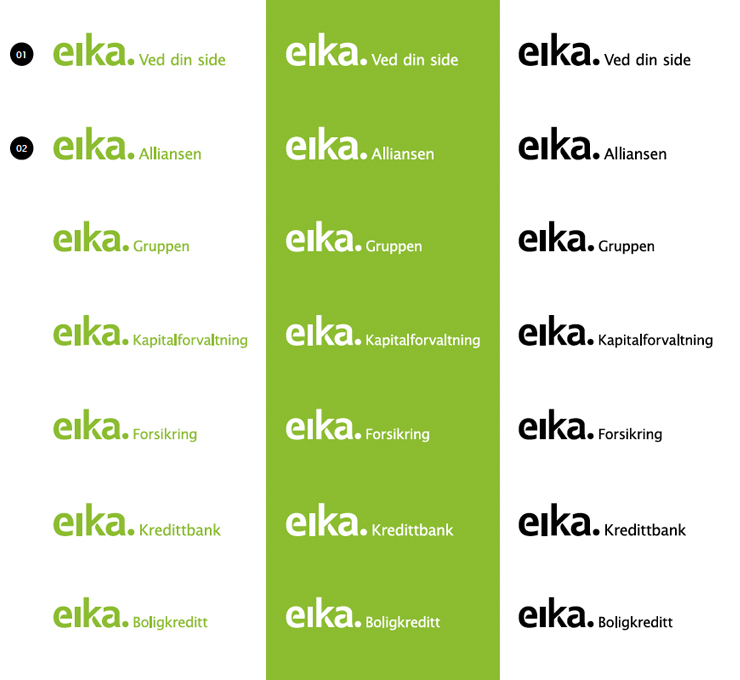 01 eika. Ved din side eika. Ved din side eika. Ved din side
02 eika. Alliansen eika. Alliansen eika. Alliansen
eika. Gruppen eika. Gruppen eika. Gruppen
eika. Kapitalforvaltning eika. Kapitalforvaltning eika. Kapitalforvaltning
eika. Forsikring eika. Forsikring eika. Forsikring
eika. Kredittbank eika. Kredittbank eika. Kredittbank
eika. Boligkreditt eika. Boligkreditt eika. Boligkreditt